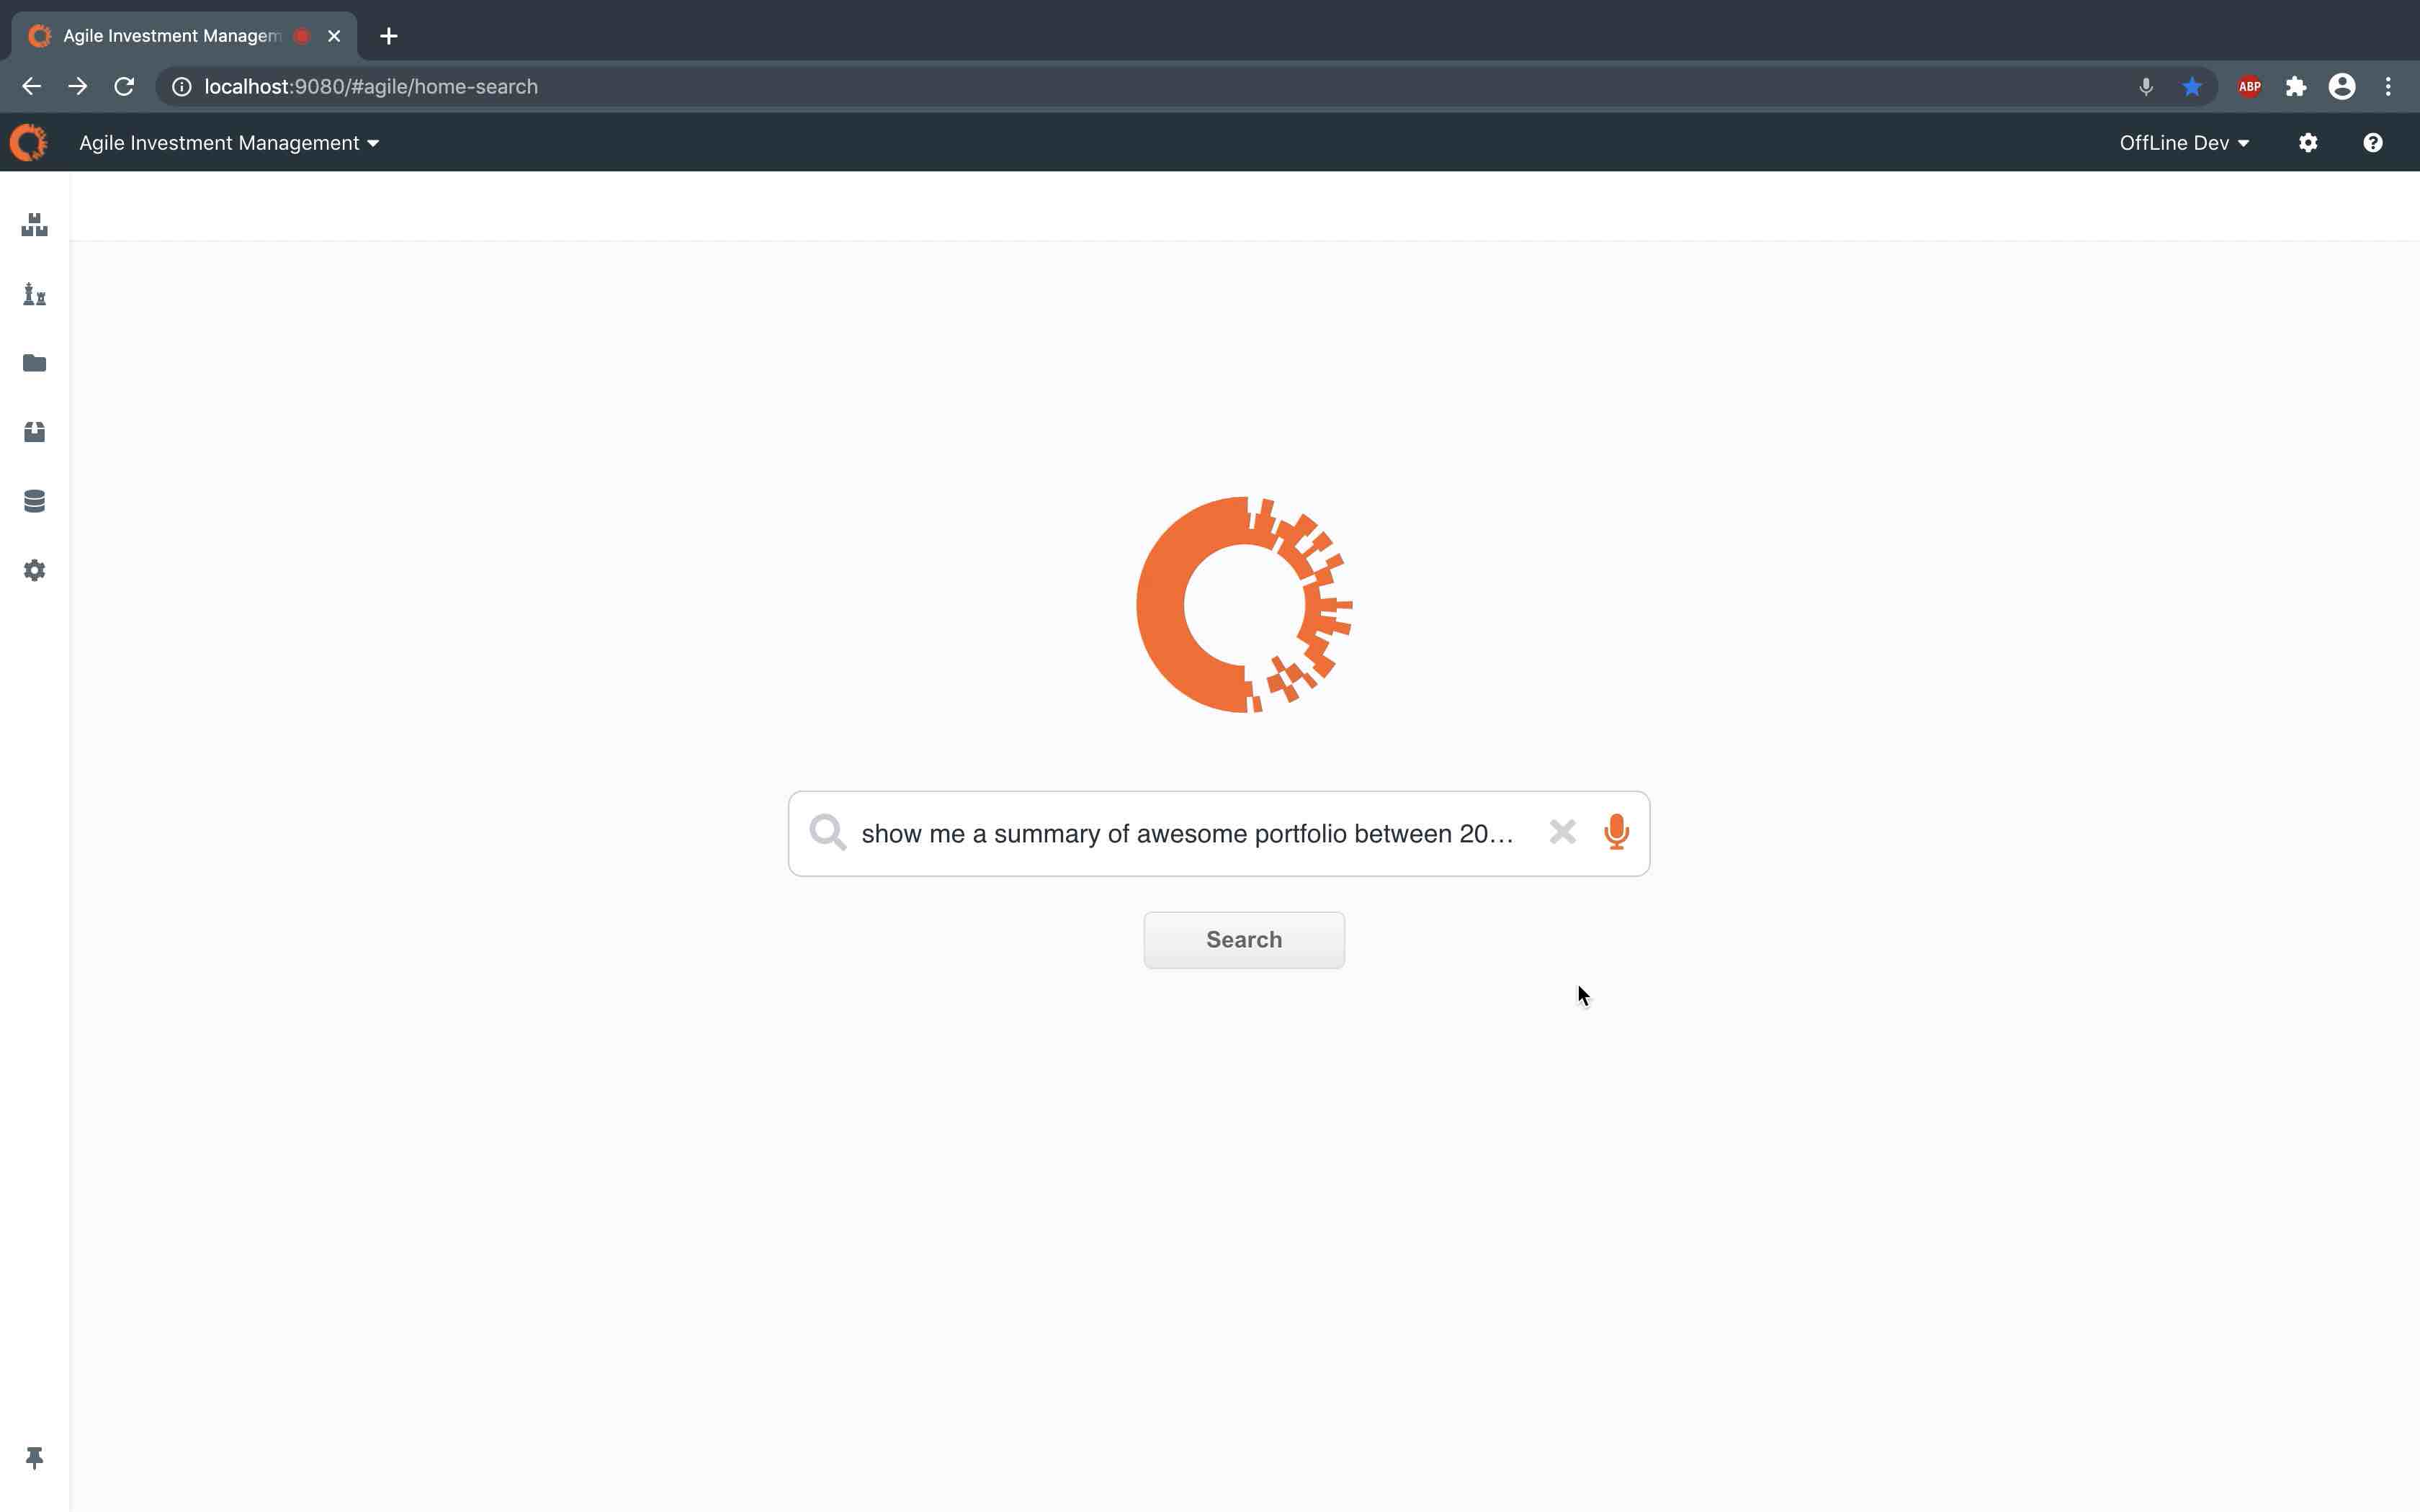 Agile Investment Managem
localhost:9080/#agile/home-search
ABP
Agile Investment Management
OffLine Dev
show me a summary of awesome portfolio between 20...
Search